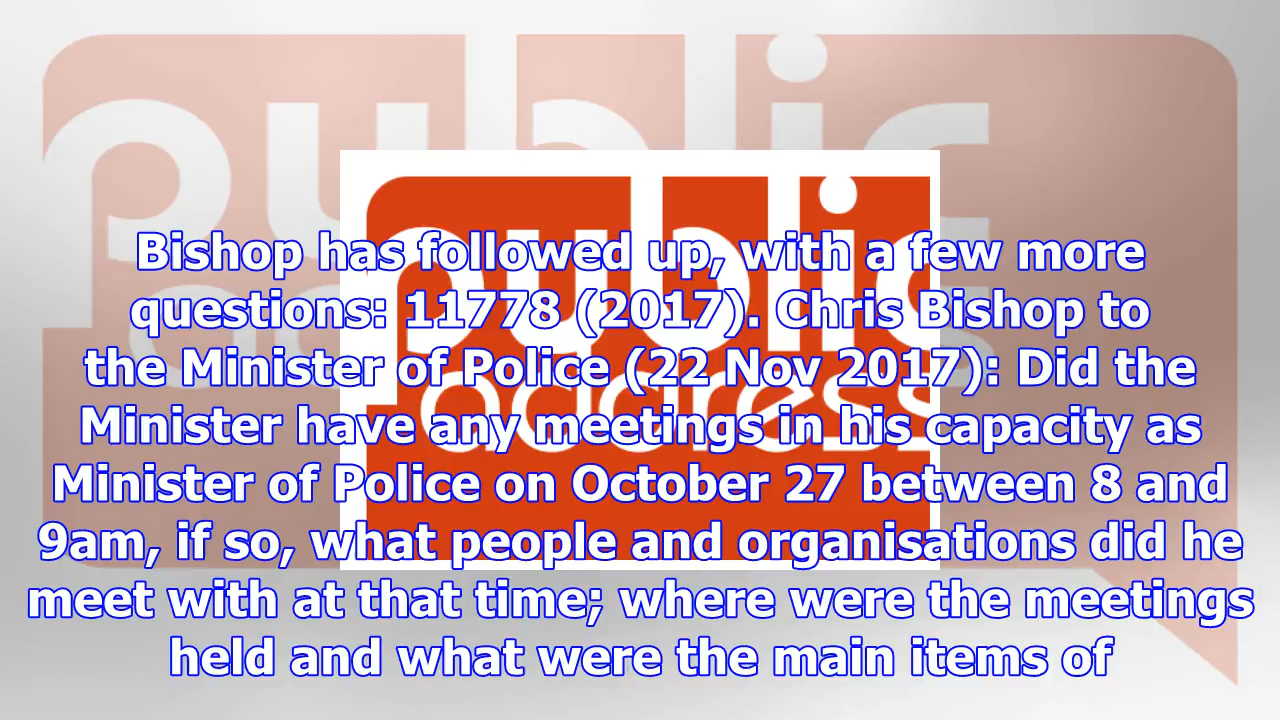 public
address
Bishop has followed up, with a few more
questions: 11778 (2017). Chris Bishop to
the Minister of Police (22 Nov 2017): Did the
Minister have any meetings in his capacity as
Minister of Police on October 27 between 8 and
9am, if so, what people and organisations did he
meet with at that time; where were the meetings
held and what were the main items of